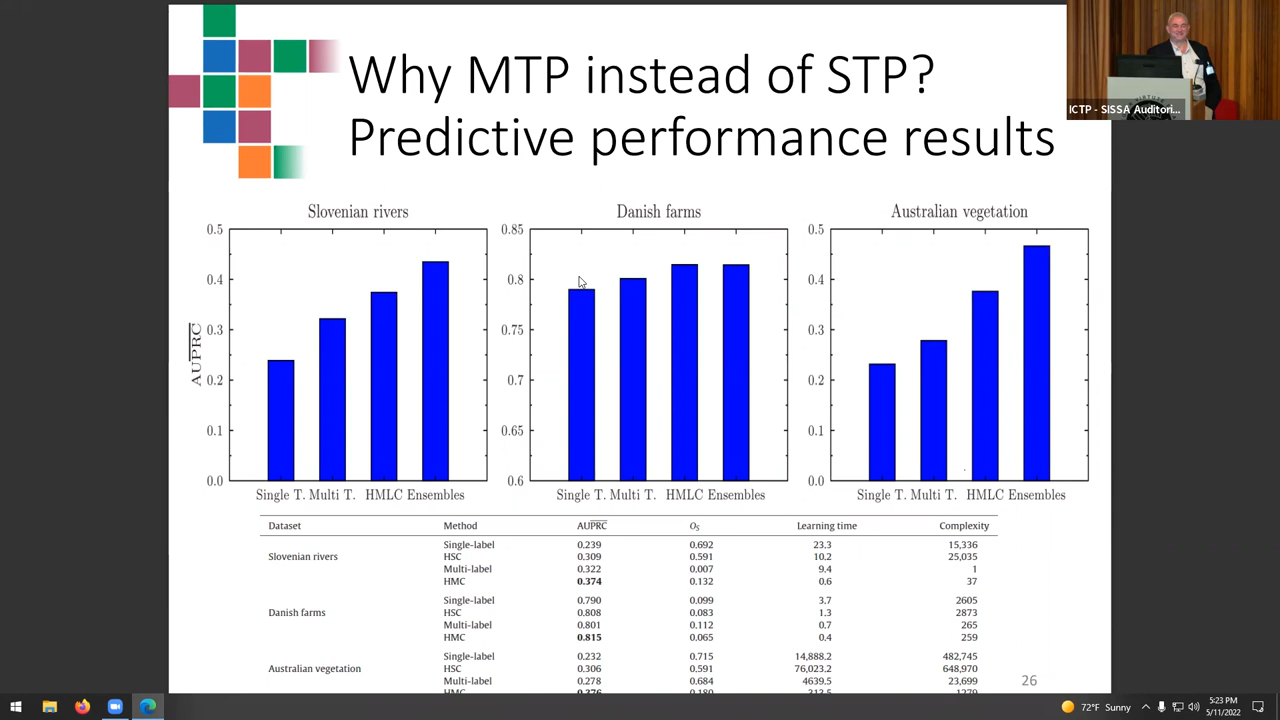 Why MTP instead of STP?
Predictive performance results
ICTP - SISSA Auditori...
Slovenian rivers
Danish farms
Australian vegetation
AUPRC
0.5
0.4
0.3
0.2
0.1
0.0
Single T. Multi T. HMLC Ensembles
0.85
0.8
0.75
0.7
0.65
0.6
Single T. Multi T. HMLC Ensembles
0.5
0.4
0.3
0.2
0.1
0.0
Single T. Multi T. HMLC Ensembles
Dataset Method AUPRC OS Learning time Complexity
Single-label 0.239 0.692 23.3 15,336
Slovenian rivers HSC 0.309 0.591 10.2 25,035
Multi-label 0.322 0.007 9.4 1
HMC 0.374 0.132 0.6 37
Single-label 0.790 0.099 3.7 2605
Danish farms HSC 0.808 0.083 1.3 2873
Multi-label 0.801 0.112 0.7 265
HMC 0.815 0.065 0.4 259
Single-label 0.232 0.715 14,888.2 482,745
Australian vegetation HSC 0.306 0.591 76,023.2 648,970
Multi-label 0.278 0.684 4639.5 23,699
HMC 0.376 0.180 313.5 1279
26
72°F Sunny
5:23 PM
5/11/2022